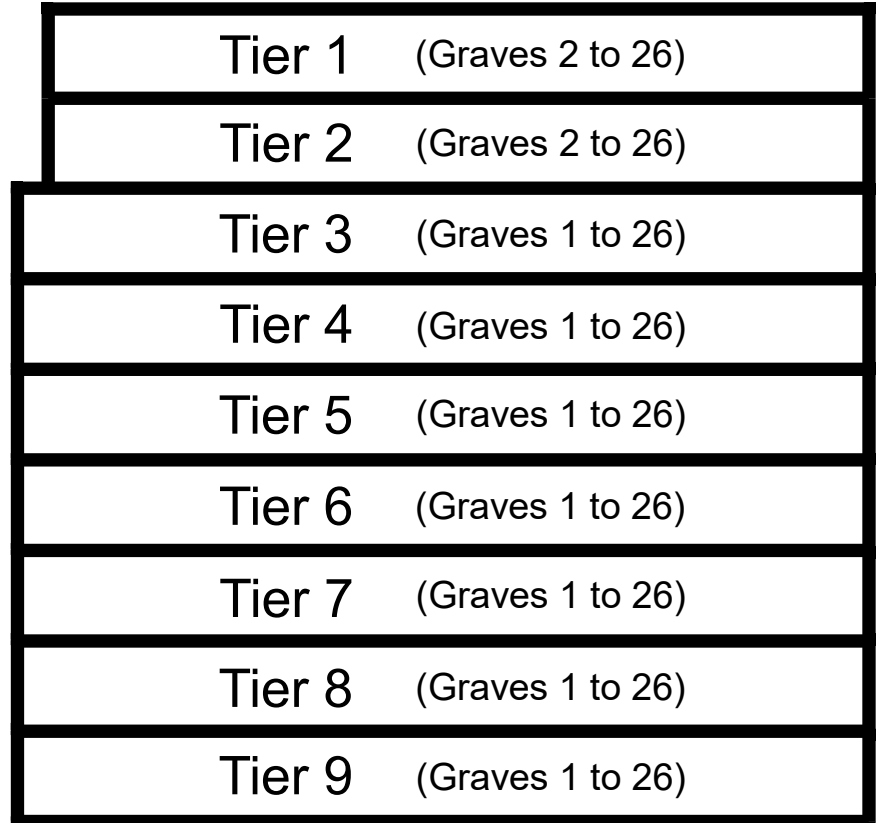 Tier 1 (Graves 2 to 26)
Tier 2 (Graves 2 to 26)
Tier 3 (Graves 1 to 26)
Tier 4 (Graves 1 to 26)
Tier 5 (Graves 1 to 26)
Tier 6 (Graves 1 to 26)
Tier 7 (Graves 1 to 26)
Tier 8 (Graves 1 to 26)
Tier 9 (Graves 1 to 26)